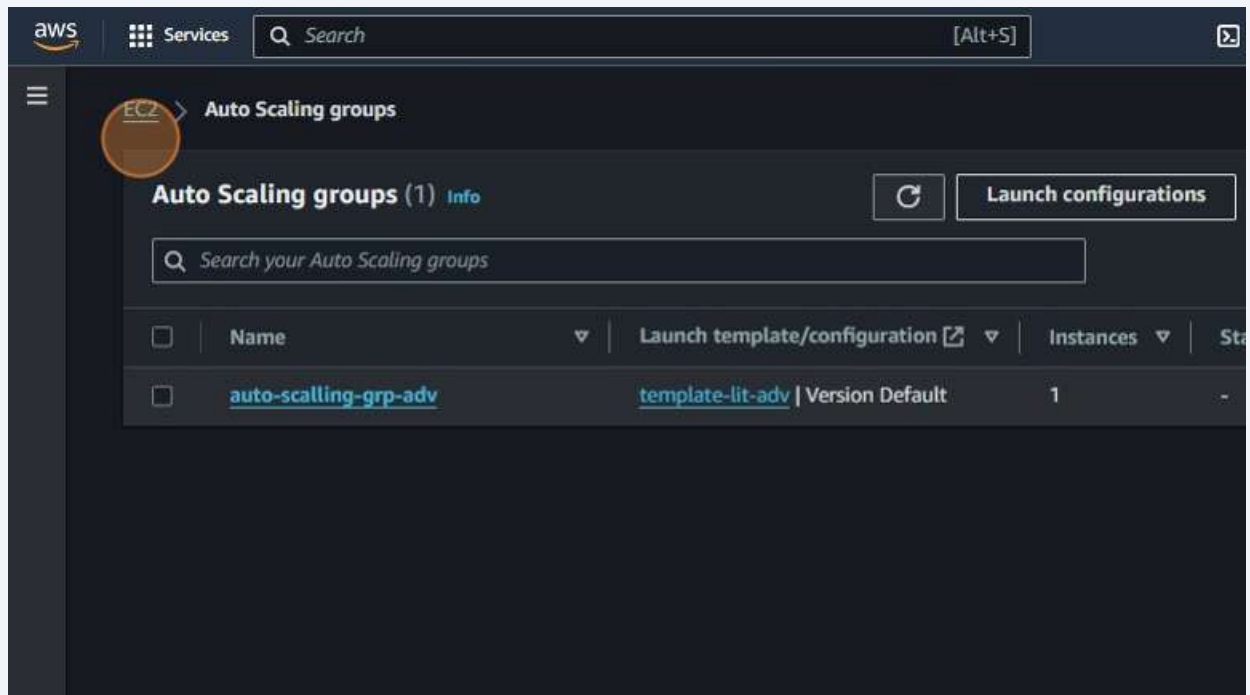 aws Services Search [Alt+S]
EC2 > Auto Scaling groups
Auto Scaling groups (1) Info Launch configurations
Search your Auto Scaling groups
Name Launch template/configuration Instances Sta
auto-scalling-grp-adv template-lit-adv | Version Default 1 -